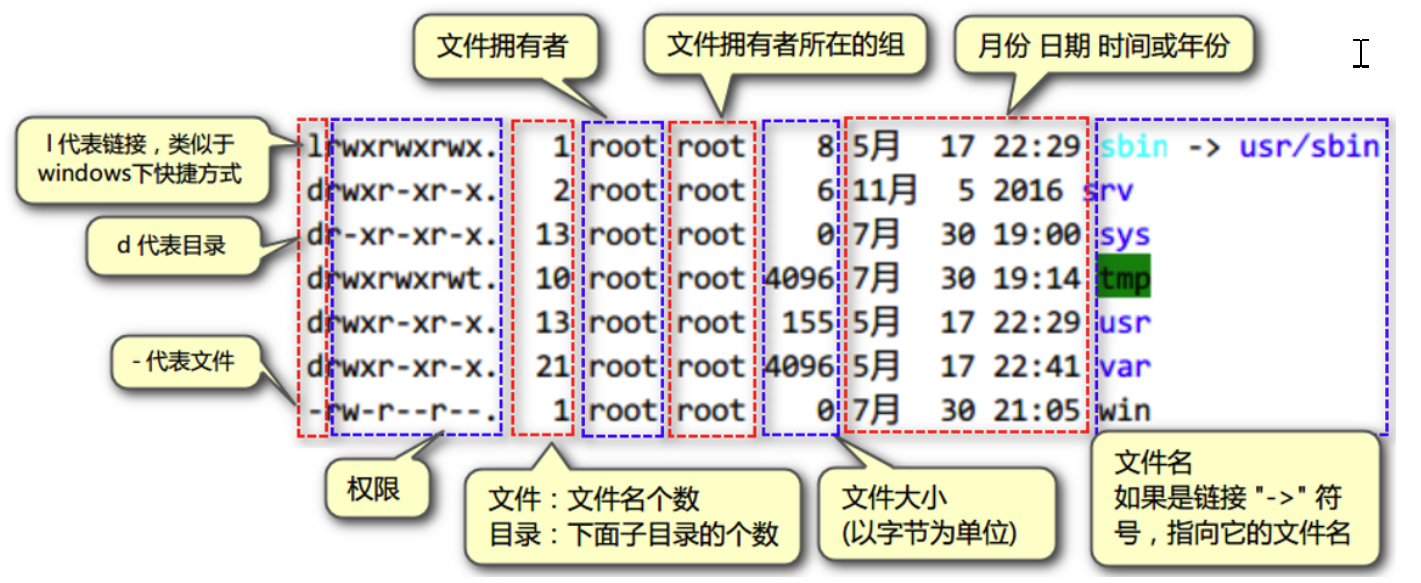 文件拥有者
文件拥有者所在的组
月份 日期 时间或年份
l 代表链接，类似于
windows下快捷方式
d 代表目录
- 代表文件
lrwxrwxrwx. 1 root root 8 5月 17 22:29 sbin -> usr/sbin
drwxr-xr-x. 2 root root 6 11月 5 2016 srv
dr-xr-xr-x. 13 root root 0 7月 30 19:00 sys
drwxrwxrwt. 10 root root 4096 7月 30 19:14 tmp
drwxr-xr-x. 13 root root 155 5月 17 22:29 usr
drwxr-xr-x. 21 root root 4096 5月 17 22:41 var
-rw-r--r--. 1 root root 0 7月 30 21:05 win
权限
文件：文件名个数
目录：下面子目录的个数
文件大小
(以字节为单位)
文件名
如果是链接 "->" 符
号，指向它的文件名